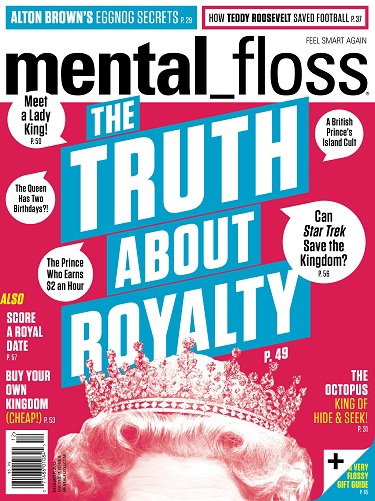 ALTON BROWN'S EGGNOG SECRETS P. 29
HOW TEDDY ROOSEVELT SAVED FOOTBALL P. 37
FEEL SMART AGAIN
mental_floss
Meet
a Lady
King!
P. 50
THE
TRUTH
ABOUT
ROYALTY
P. 49
A British
Prince's
Island Cult
The Queen
Has Two
Birthdays?!
Can
Star Trek
Save the
Kingdom?
P. 56
The Prince
Who Earns
$2 an Hour
ALSO
SCORE
A ROYAL
DATE
P. 57
BUY YOUR
OWN
KINGDOM
(CHEAP!) P. 53
THE
OCTOPUS
KING OF
HIDE & SEEK!
P. 31
+
A VERY
FLOSSY
GIFT GUIDE